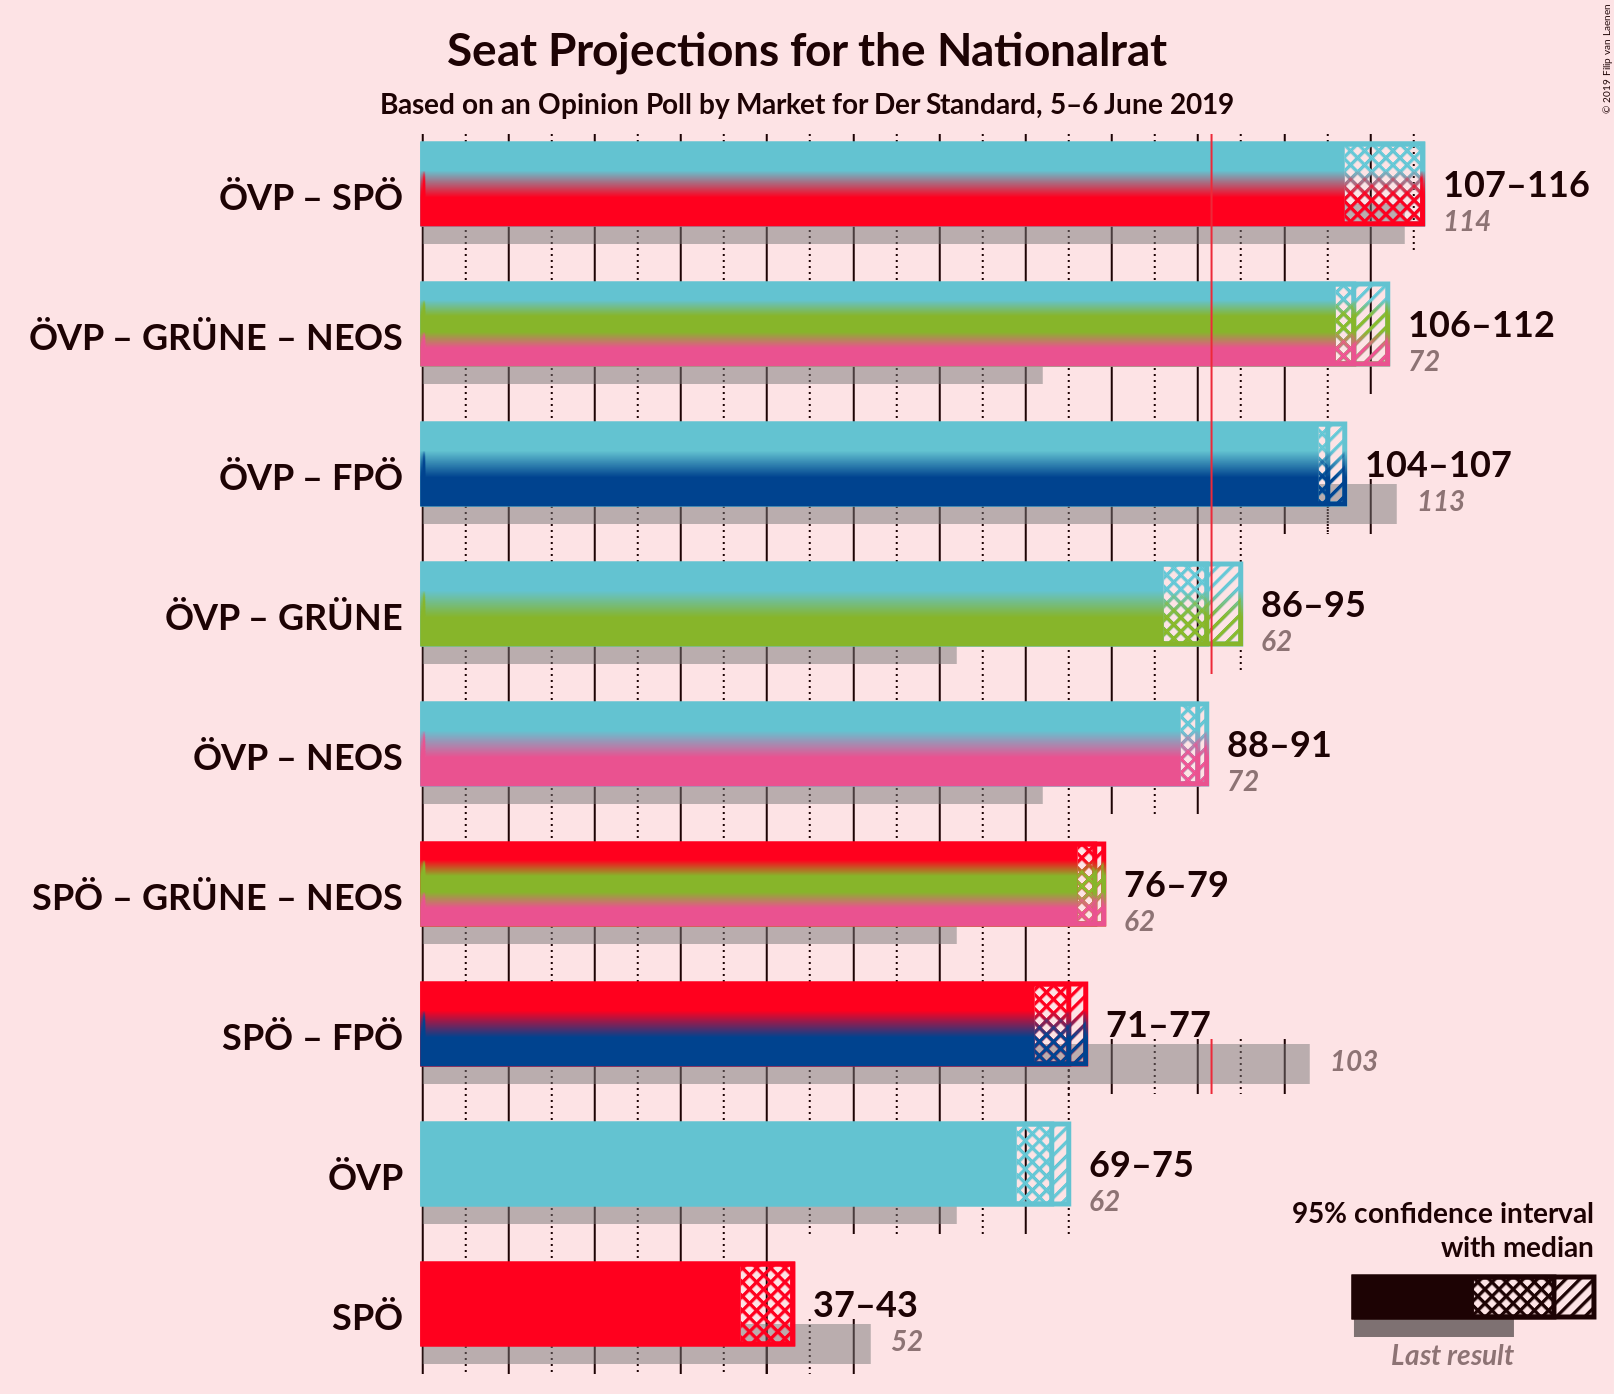 Seat Projections for the Nationalrat
Based on an Opinion Poll by Market for Der Standard, 5–6 June 2019
© 2019 Filip van Laenen
ÖVP – SPÖ
107–116
114
ÖVP – GRÜNE – NEOS
106–112
72
ÖVP – FPÖ
104–107
113
ÖVP – GRÜNE
86–95
62
ÖVP – NEOS
88–91
72
SPÖ – GRÜNE – NEOS
76–79
62
SPÖ – FPÖ
71–77
103
ÖVP
69–75
62
SPÖ
37–43
52
95% confidence interval
with median
Last result